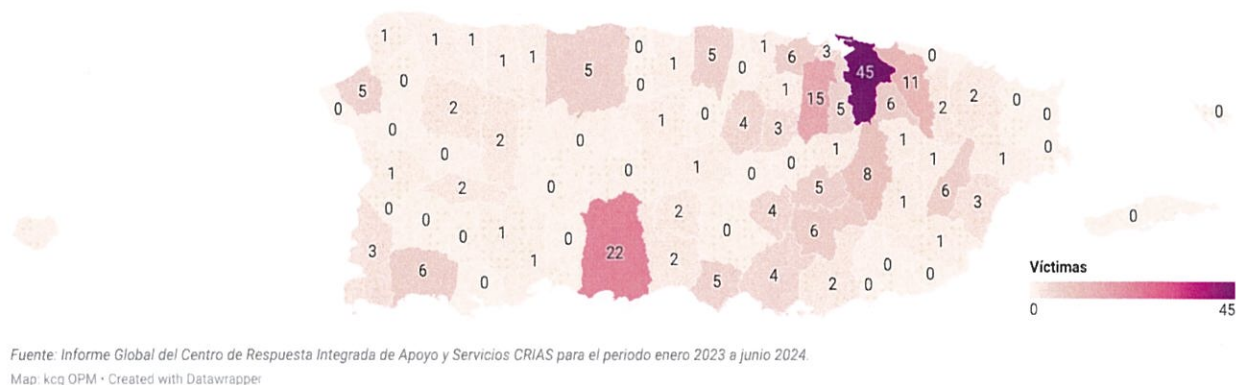 1 1 1 1 1 5 0 1 5 0 1 6 3 45 11 0
5 0 0 2 0 1 0 4 3 1 15 5 6 2 2 0 0 0
0 0 2 0 0 1 0 0 1 1 1 1 0
1 2 0 5 8 6 3
0 0 0 1 0 22 2 0 4 6 1 1 0
3 6 0 1 2 5 4 2 0 0 0
Víctimas
0 45
Fuente: Informe Global del Centro de Respuesta Integrada de Apoyo y Servicios CRIAS para el periodo enero 2023 a junio 2024.
Map: kcg OPM • Created with Datawrapper